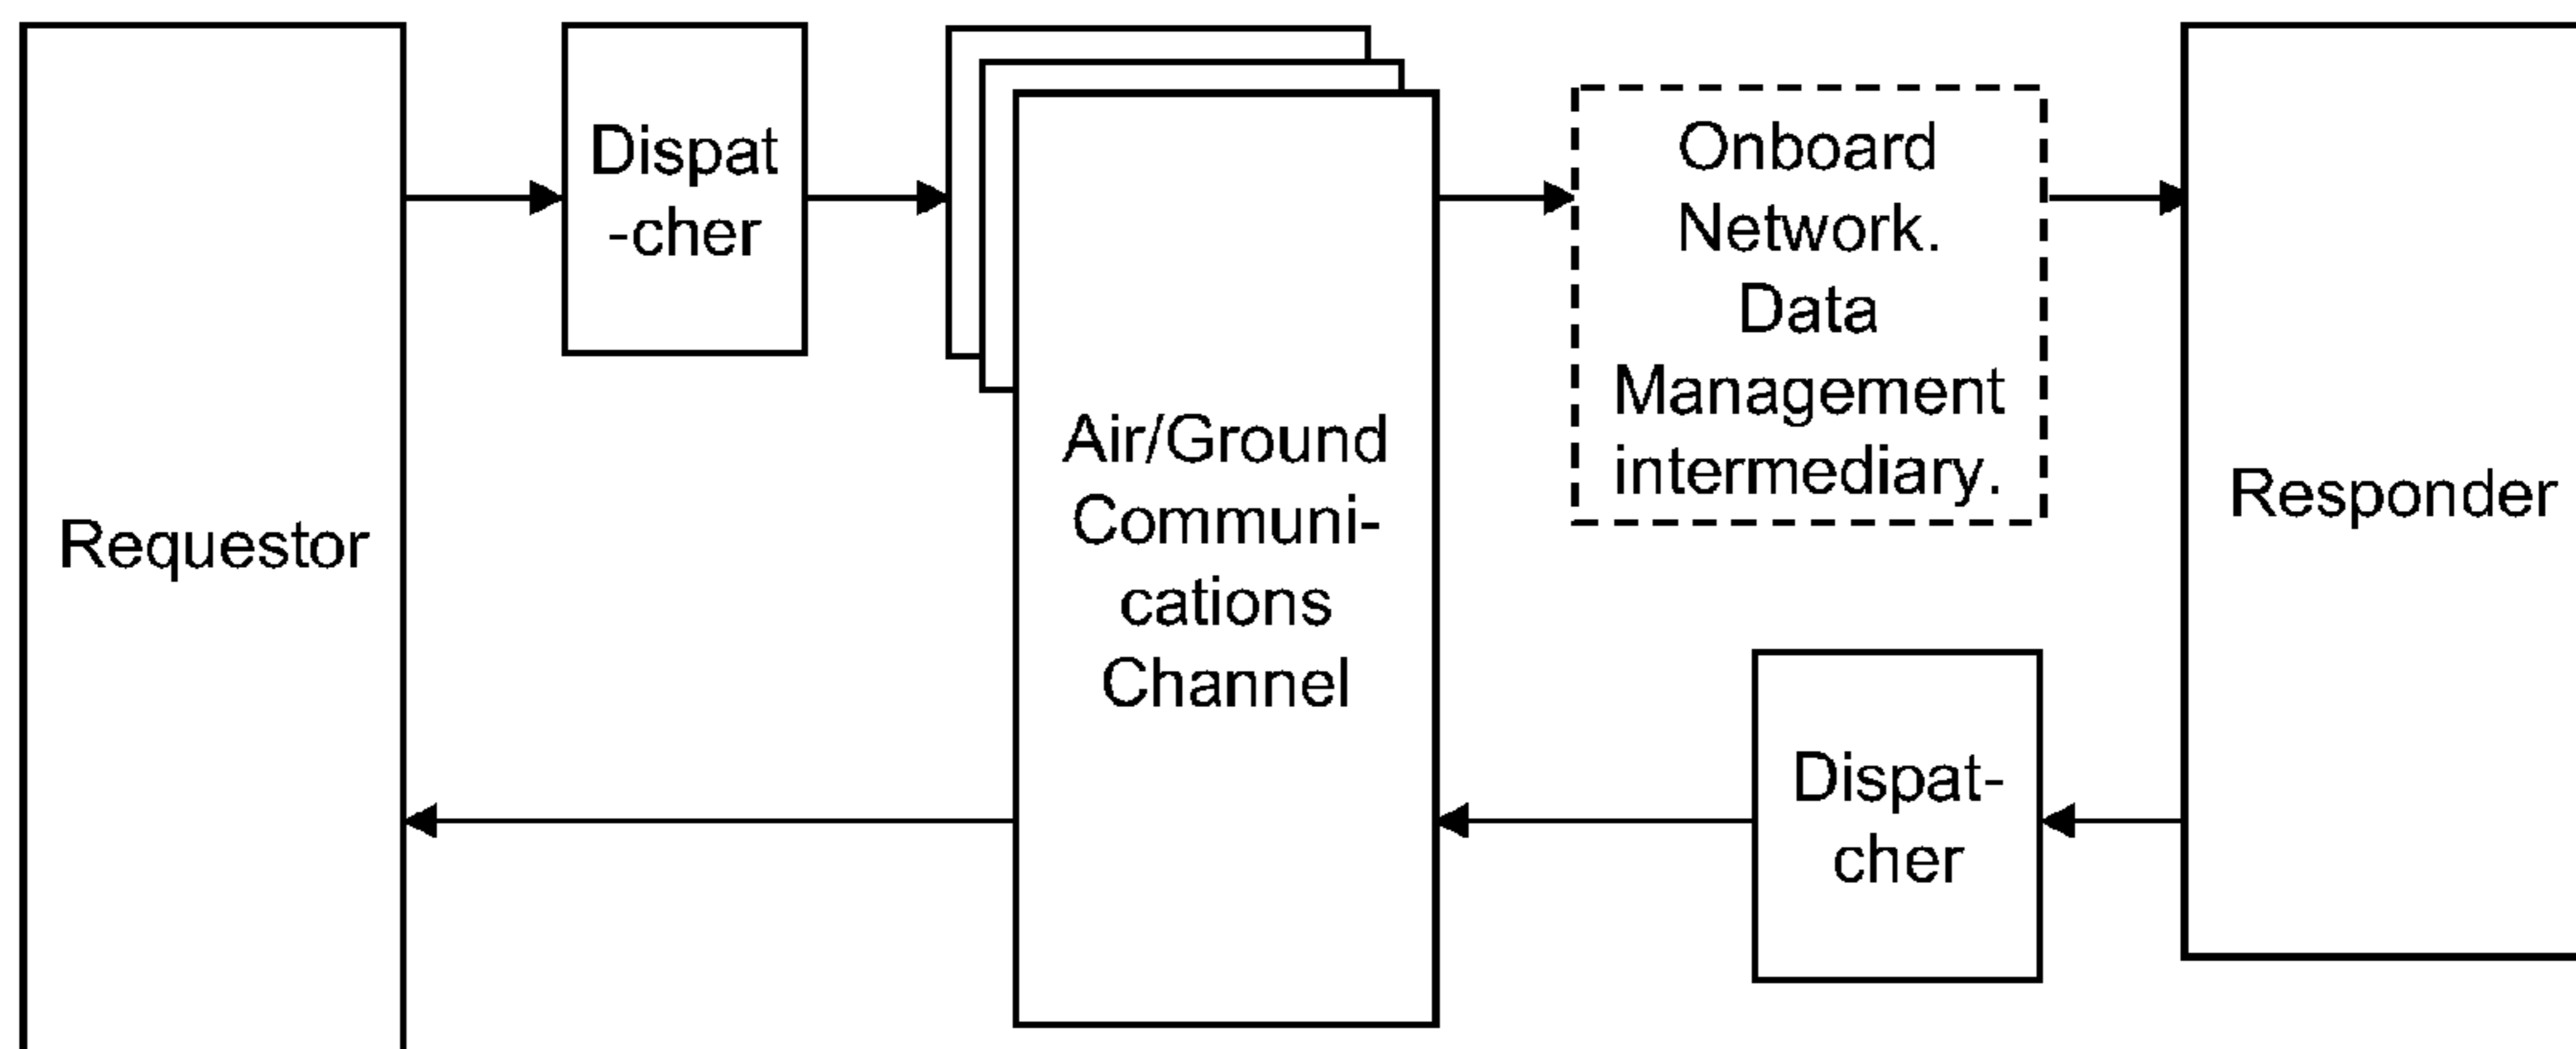 Requestor
Dispat
-cher
Air/Ground
Communi-
cations
Channel
Onboard
Network.
Data
Management
intermediary.
Dispat-
cher
Responder